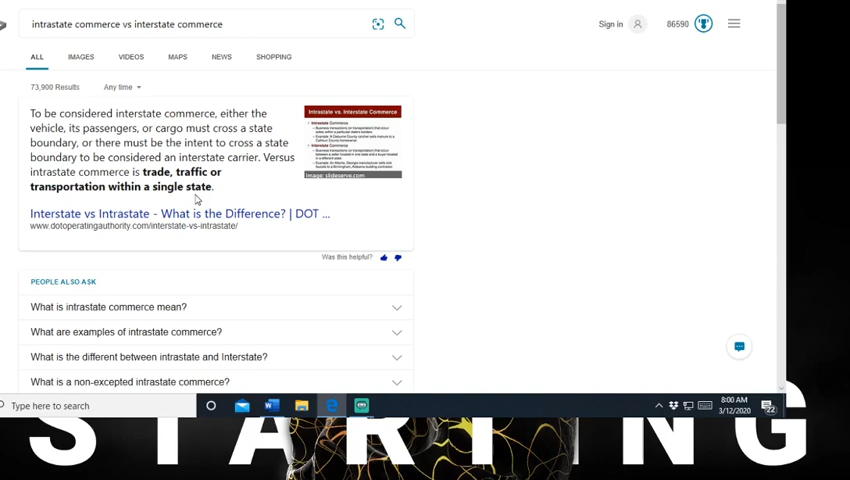 intrastate commerce vs interstate commerce
Sign in
86590
ALL IMAGES VIDEOS MAPS NEWS SHOPPING
73,900 Results Any time
To be considered interstate commerce, either the
vehicle, its passengers, or cargo must cross a state
boundary, or there must be the intent to cross a state
boundary to be considered an interstate carrier. Versus
intrastate commerce is trade, traffic or
transportation within a single state.
Intrastate vs. Interstate Commerce
Intrastate Commerce
Interstate Commerce
Image: slideserve.com
Interstate vs Intrastate - What is the Difference? | DOT ...
www.dotoperatingauthority.com/interstate-vs-intrastate/
Was this helpful?
PEOPLE ALSO ASK
What is intrastate commerce mean?
What are examples of intrastate commerce?
What is the different between intrastate and Interstate?
What is a non-excepted intrastate commerce?
Type here to search
8:00 AM
3/12/2020
22
STARTING